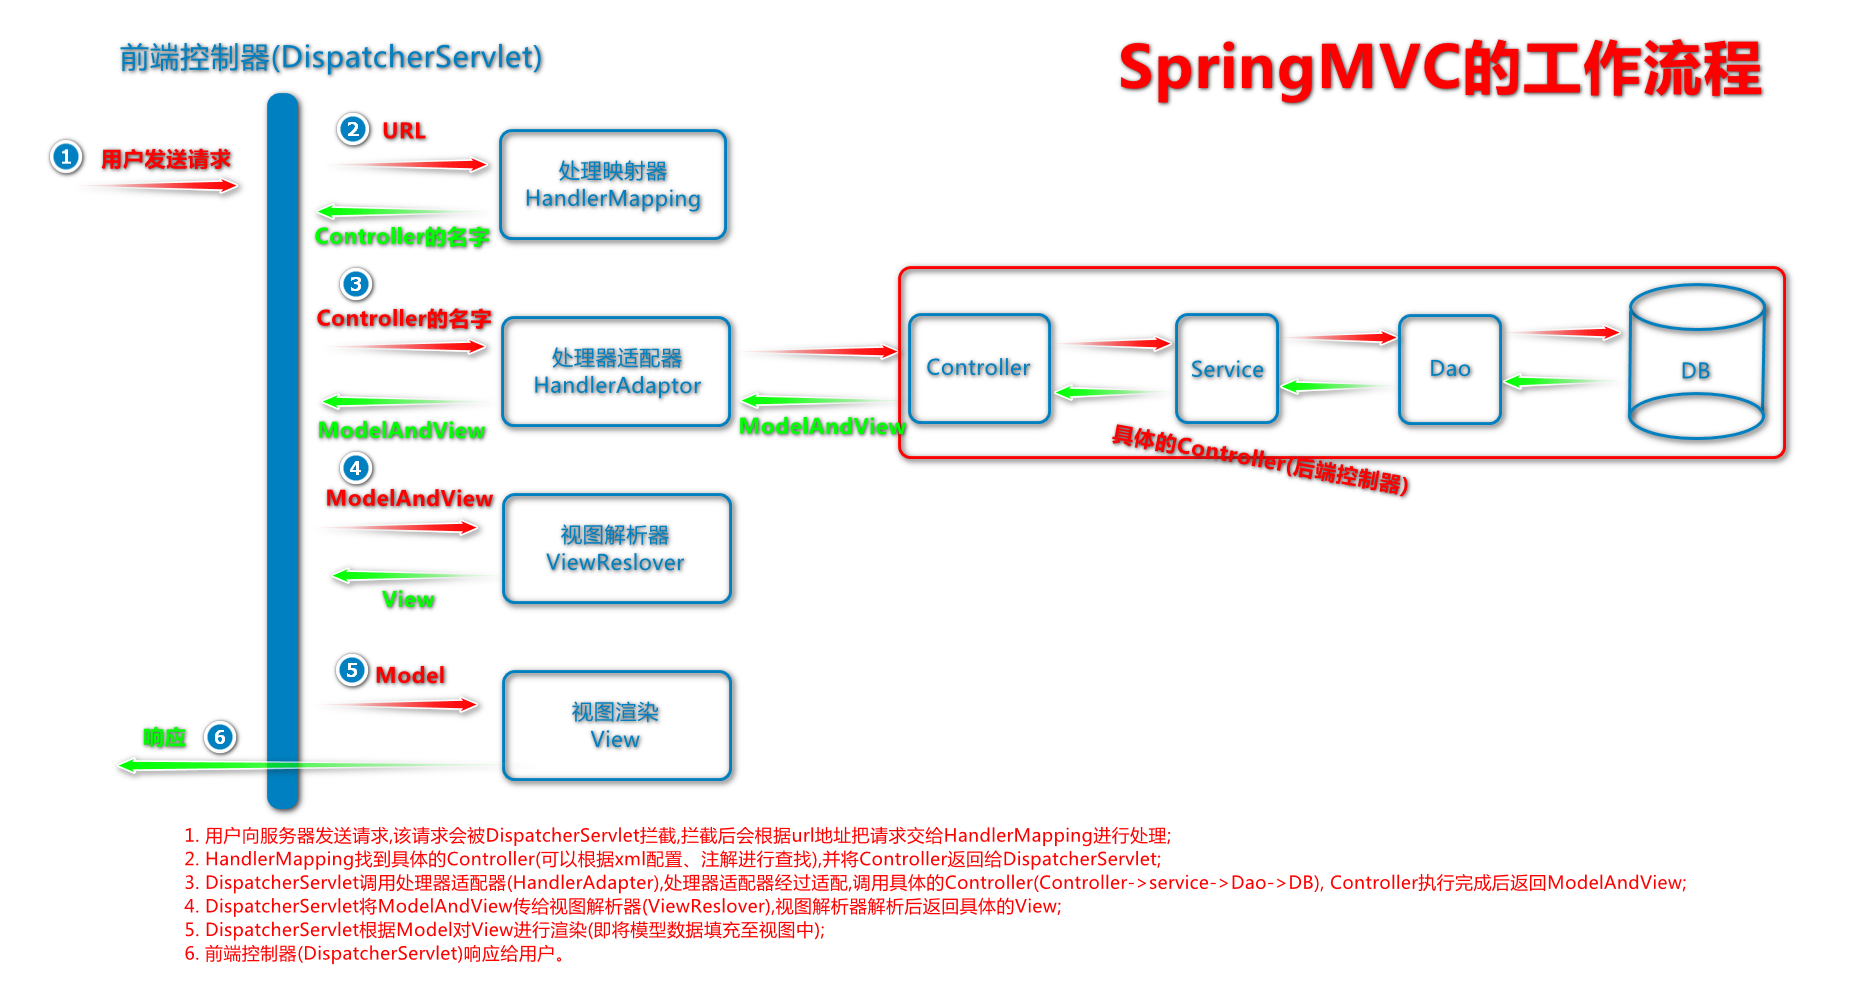 前端控制器(DispatcherServlet)
SpringMVC的工作流程
1 用户发送请求
2 URL
处理映射器
HandlerMapping
Controller的名字
3
Controller的名字
处理器适配器
HandlerAdaptor
ModelAndView
ModelAndView
Controller
Service
Dao
DB
具体的Controller(后端控制器)
4
ModelAndView
视图解析器
ViewReslover
View
5 Model
视图渲染
View
响应 6
1. 用户向服务器发送请求,该请求会被DispatcherServlet拦截,拦截后会根据url地址把请求交给HandlerMapping进行处理;
2. HandlerMapping找到具体的Controller(可以根据xml配置、注解进行查找),并将Controller返回给DispatcherServlet;
3. DispatcherServlet调用处理器适配器(HandlerAdapter),处理器适配器经过适配,调用具体的Controller(Controller->service->Dao->DB), Controller执行完成后返回ModelAndView;
4. DispatcherServlet将ModelAndView传给视图解析器(ViewReslover),视图解析器解析后返回具体的View;
5. DispatcherServlet根据Model对View进行渲染(即将模型数据填充至视图中);
6. 前端控制器(DispatcherServlet)响应给用户。